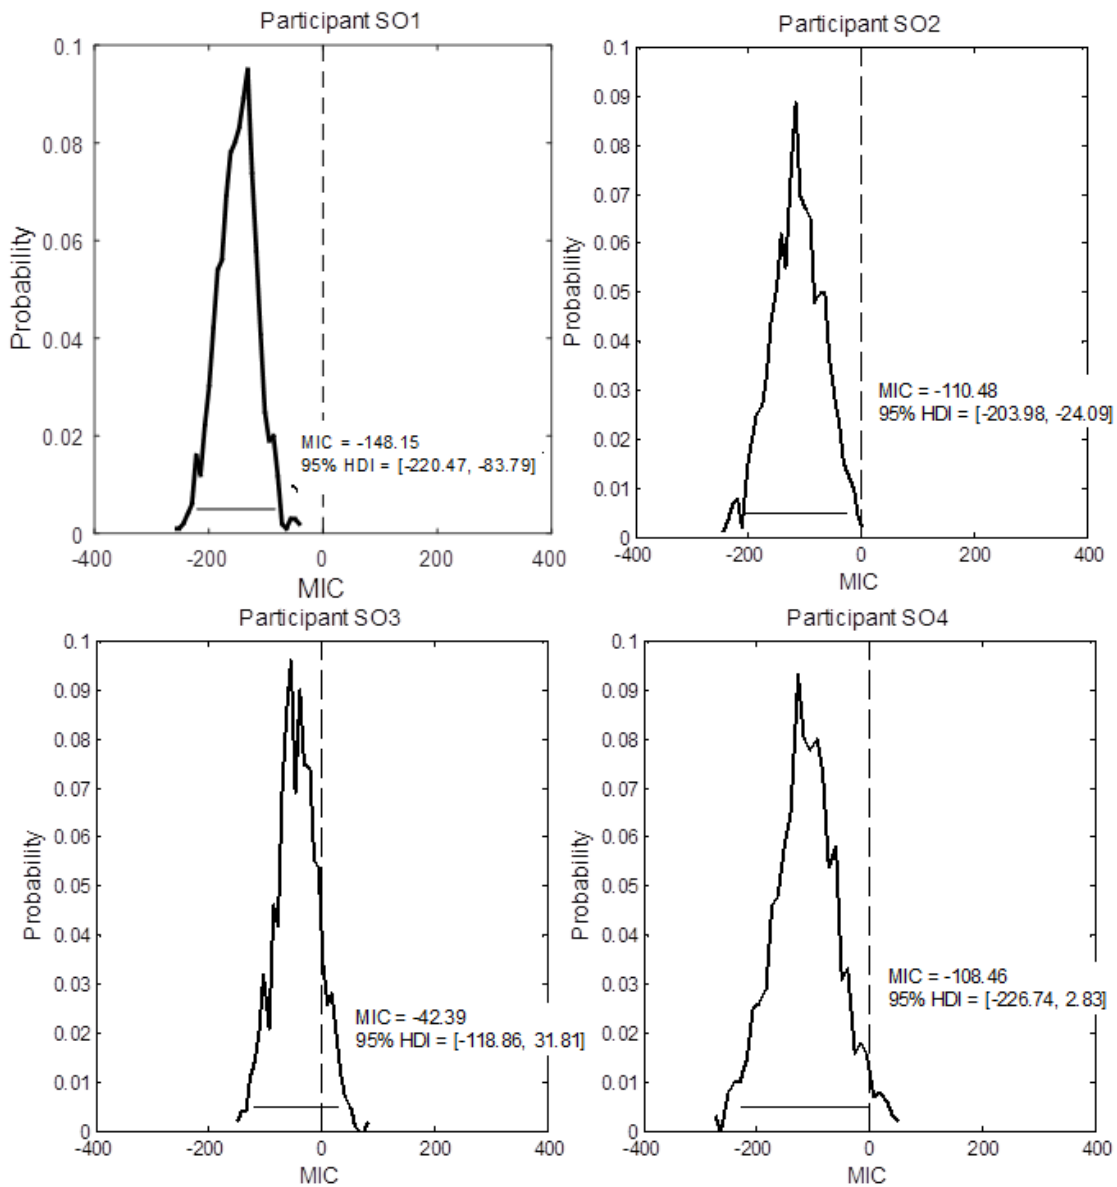 Participant SO1
0.1
0.08
0.06
0.04
0.02
0
-400
-200
0
200
400
Probability
MIC
MIC = -148.15
95% HDI = [-220.47, -83.79]
Participant SO2
0.1
0.09
0.08
0.07
0.06
0.05
0.04
0.03
0.02
0.01
0
-400
-200
0
200
400
Probability
MIC
MIC = -110.48
95% HDI = [-203.98, -24.09]
Participant SO3
0.1
0.09
0.08
0.07
0.06
0.05
0.04
0.03
0.02
0.01
0
-400
-200
0
200
400
Probability
MIC
MIC = -42.39
95% HDI = [-118.86, 31.81]
Participant SO4
0.1
0.09
0.08
0.07
0.06
0.05
0.04
0.03
0.02
0.01
0
-400
-200
0
200
400
Probability
MIC
MIC = -108.46
95% HDI = [-226.74, 2.83]